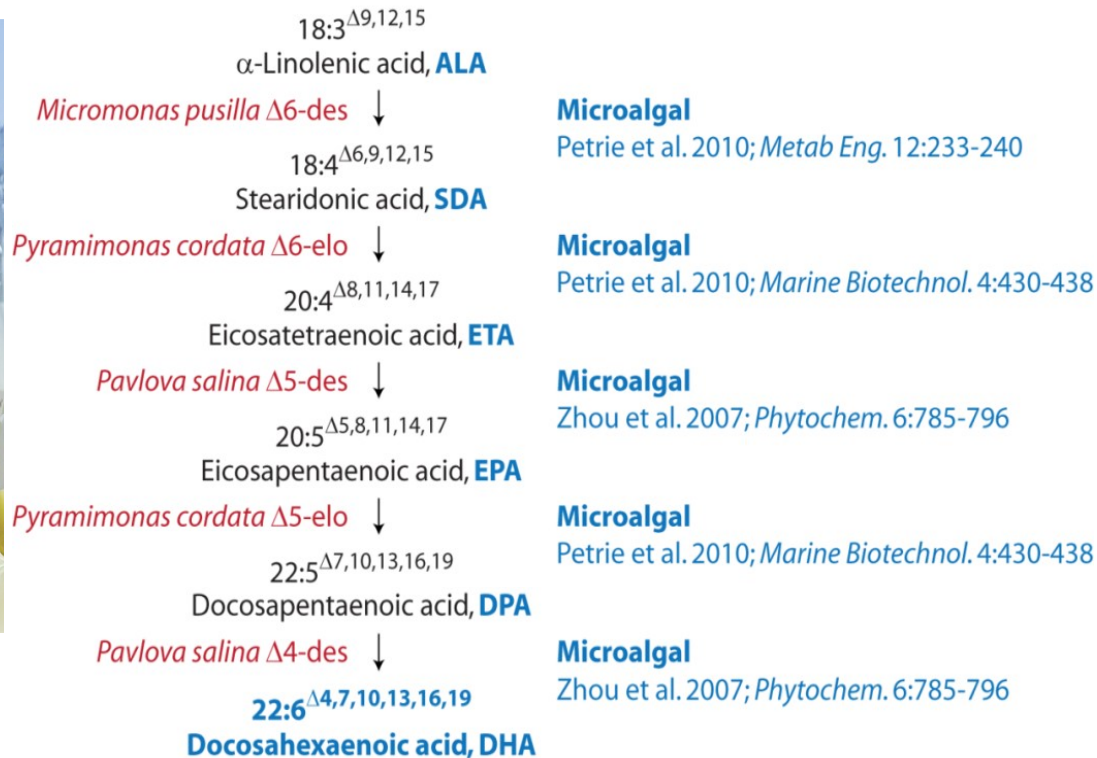 18:3Δ9,12,15
α-Linolenic acid, ALA
Micromonas pusilla Δ6-des
Microalgal
Petrie et al. 2010; Metab Eng. 12:233-240
18:4Δ6,9,12,15
Stearidonic acid, SDA
Pyramimonas cordata Δ6-elo
Microalgal
Petrie et al. 2010; Marine Biotechnol. 4:430-438
20:4Δ8,11,14,17
Eicosatetraenoic acid, ETA
Pavlova salina Δ5-des
Microalgal
Zhou et al. 2007; Phytochem. 6:785-796
20:5Δ5,8,11,14,17
Eicosapentaenoic acid, EPA
Pyramimonas cordata Δ5-elo
Microalgal
Petrie et al. 2010; Marine Biotechnol. 4:430-438
22:5Δ7,10,13,16,19
Docosapentaenoic acid, DPA
Pavlova salina Δ4-des
Microalgal
Zhou et al. 2007; Phytochem. 6:785-796
22:6Δ4,7,10,13,16,19
Docosahexaenoic acid, DHA